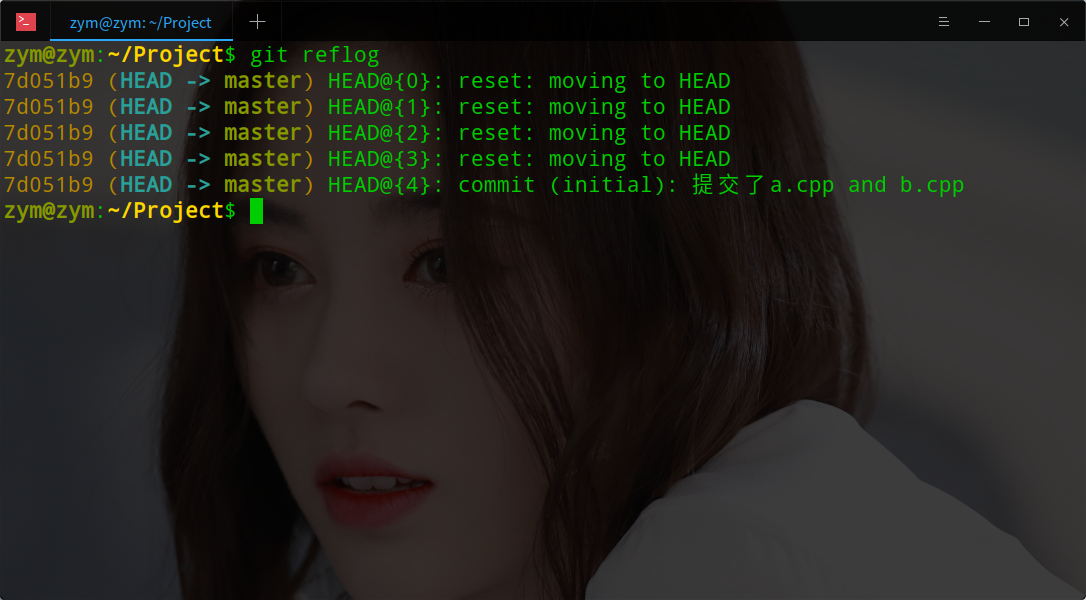 zym@zym:~/Project
zym@zym:~/Project$ git reflog
7d051b9 (HEAD -> master) HEAD@{0}: reset: moving to HEAD
7d051b9 (HEAD -> master) HEAD@{1}: reset: moving to HEAD
7d051b9 (HEAD -> master) HEAD@{2}: reset: moving to HEAD
7d051b9 (HEAD -> master) HEAD@{3}: reset: moving to HEAD
7d051b9 (HEAD -> master) HEAD@{4}: commit (initial): 提交了a.cpp and b.cpp
zym@zym:~/Project$